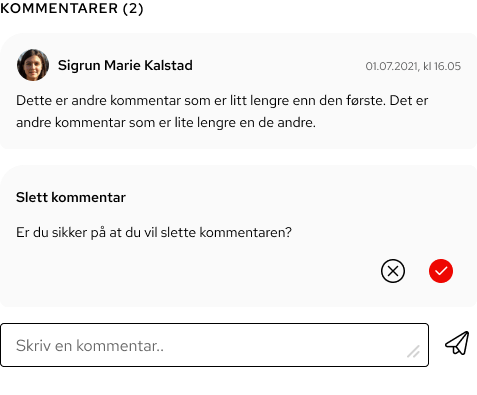 KOMMENTARER (2)
Sigrun Marie Kalstad
01.07.2021, kl 16.05
Dette er andre kommentar som er litt lengre enn den første. Det er
andre kommentar som er lite lengre en de andre.
Slett kommentar
Er du sikker på at du vil slette kommentaren?
Skriv en kommentar..